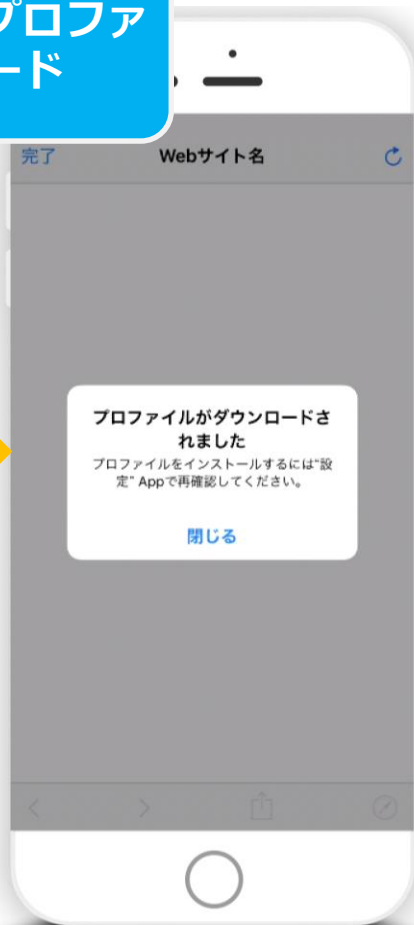 プロファ
ード
完了 Webサイト名
プロファイルがダウンロードさ
れました
プロファイルをインストールするには“設
定” Appで再確認してください。
閉じる